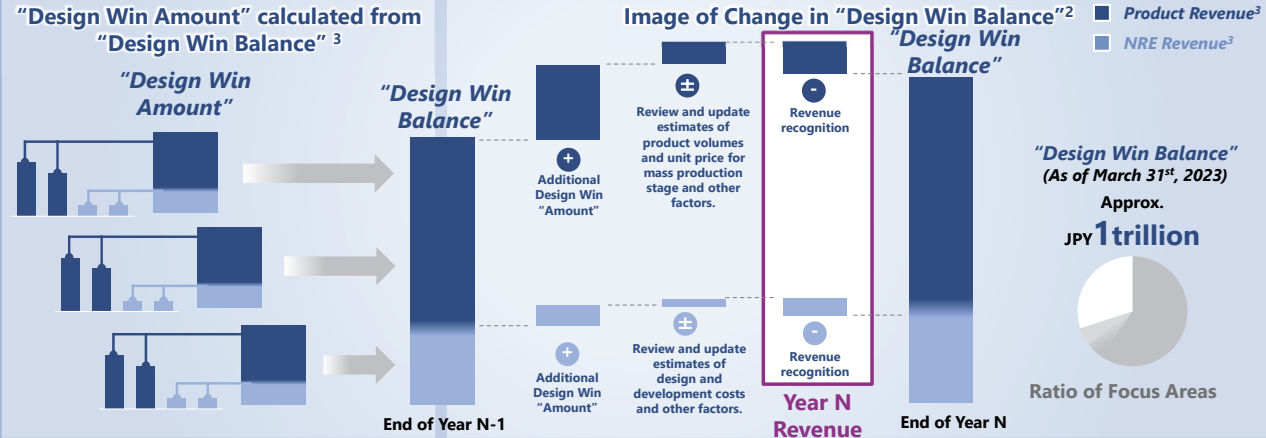 “Design Win Amount” calculated from
“Design Win Balance” 3
“Design Win
Amount”
“Design Win
Balance”
End of Year N-1
Image of Change in “Design Win Balance”2
+
Additional
Design Win
“Amount”
±
Review and update
estimates of
product volumes
and unit price for
mass production
stage and other
factors.
-
Revenue
recognition
+
Additional
Design Win
“Amount”
±
Review and update
estimates of
design and
development costs
and other factors.
-
Revenue
recognition
Year N
Revenue
“Design Win
Balance”
End of Year N
Product Revenue3
NRE Revenue3
“Design Win Balance”
(As of March 31st, 2023)
Approx.
JPY1trillion
Ratio of Focus Areas